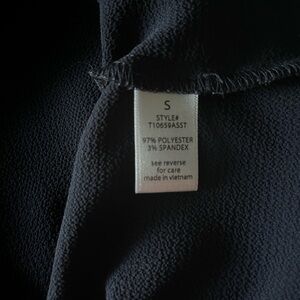 S
STYLE#
T10659ASST
97% POLYESTER
3% SPANDEX
see reverse
for care
made in vietnam